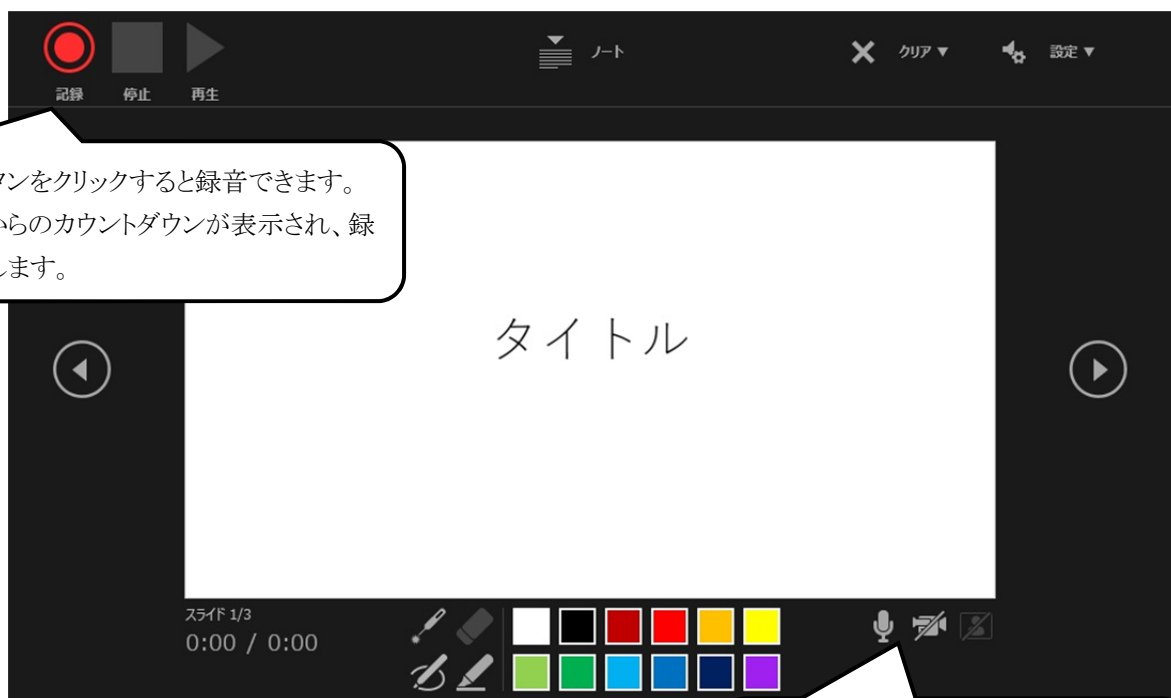 ノート
クリア ▼
設定 ▼
記録 停止 再生
タンをクリックすると録音できます。
からのカウントダウンが表示され、録
します。
タイトル
スライド 1/3
0:00 / 0:00